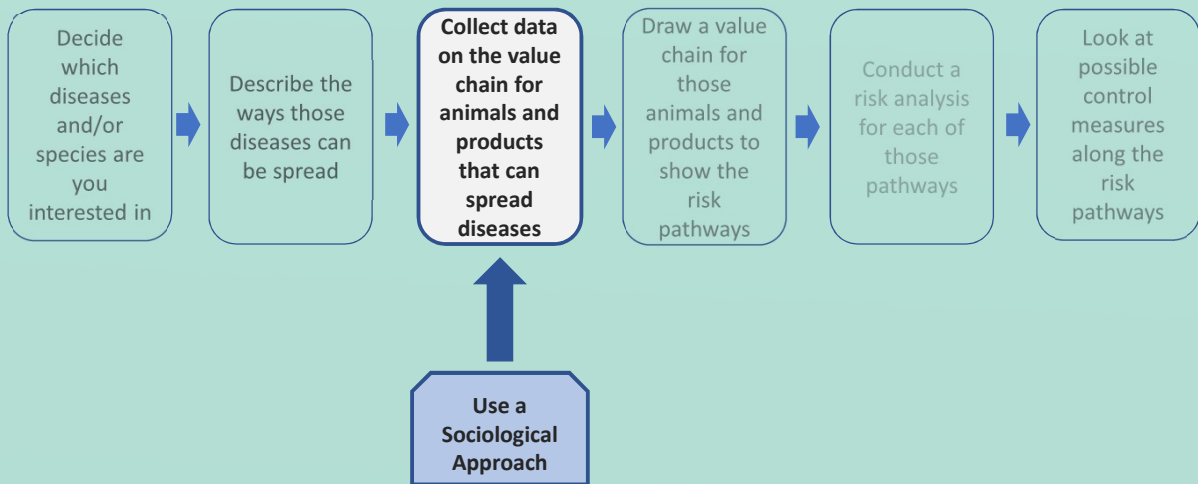 Decide
which
diseases
and/or
species are
you
interested in
Describe the
ways those
diseases can
be spread
Collect data
on the value
chain for
animals and
products
that can
spread
diseases
Draw a value
chain for
those
animals and
products to
show the
risk
pathways
Conduct a
risk analysis
for each of
those
pathways
Look at
possible
control
measures
along the
risk
pathways
Use a
Sociological
Approach